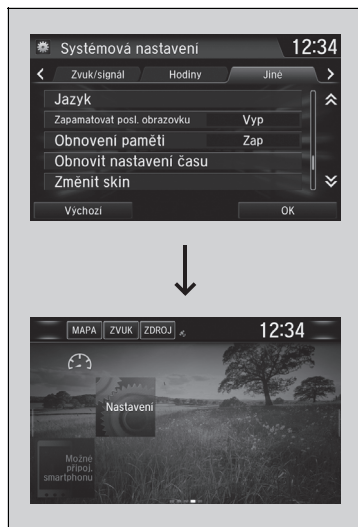 Systémová nastavení 12:34
Zvuk/signál Hodiny Jiné
Jazyk
Zapamatovat posl. obrazovku Vyp
Obnovení paměti Zap
Obnovit nastavení času
Změnit skin
Výchozí OK
MAPA ZVUK ZDROJ 12:34
Nastavení
Možné
připoj.
smartphonu